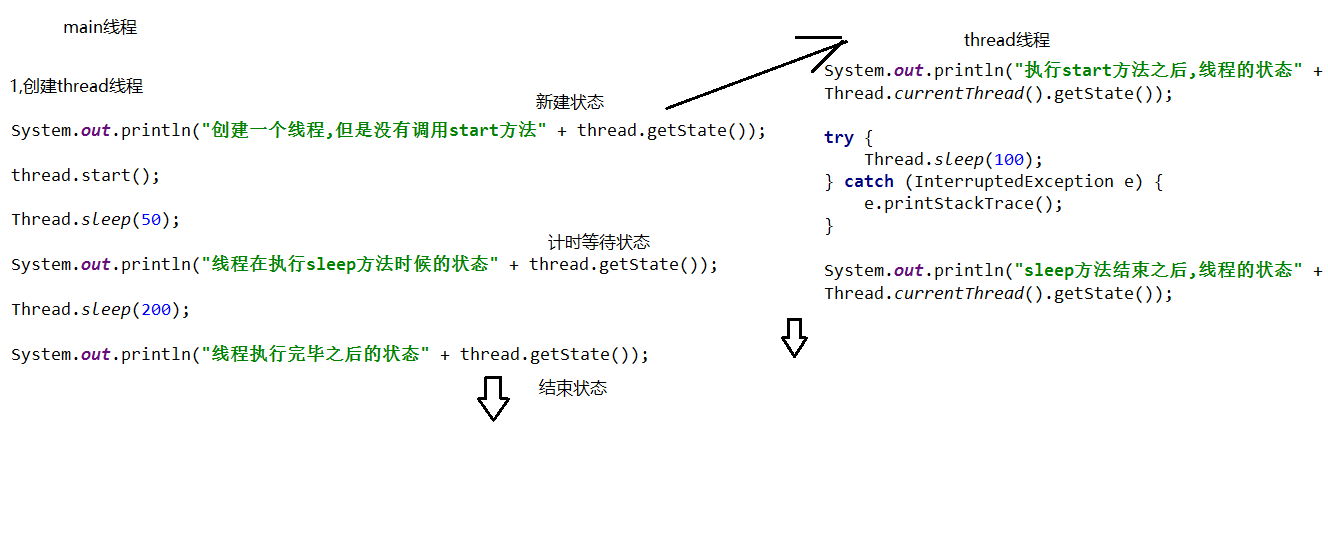 main线程
1,创建thread线程
新建状态
System.out.println("创建一个线程,但是没有调用start方法" + thread.getState());
thread.start();
Thread.sleep(50);
计时等待状态
System.out.println("线程在执行sleep方法时候的状态" + thread.getState());
Thread.sleep(200);
System.out.println("线程执行完毕之后的状态" + thread.getState());
结束状态
thread线程
System.out.println("执行start方法之后,线程的状态" +
Thread.currentThread().getState());
try {
    Thread.sleep(100);
} catch (InterruptedException e) {
    e.printStackTrace();
}
System.out.println("sleep方法结束之后,线程的状态" +
Thread.currentThread().getState());